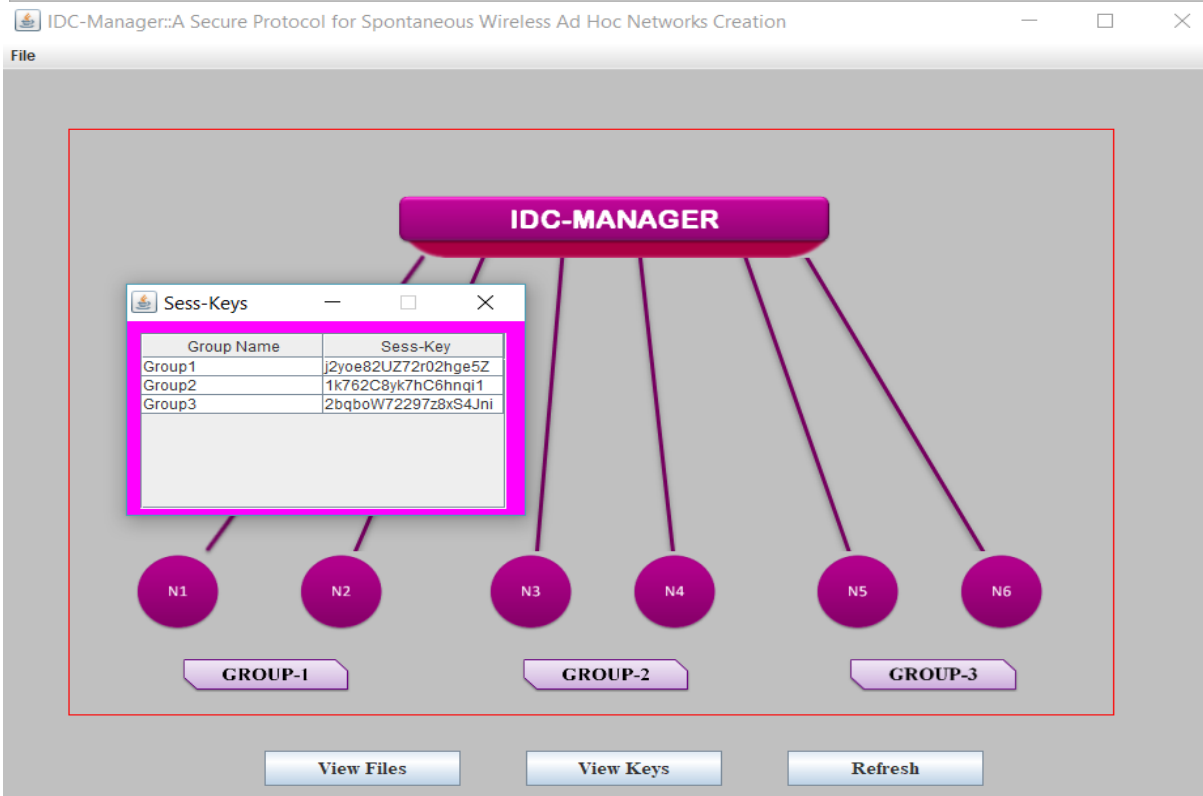 IDC-Manager::A Secure Protocol for Spontaneous Wireless Ad Hoc Networks Creation
File
IDC-MANAGER
Sess-Keys
Group Name Sess-Key
Group1 j2yoe82UZ72r02hge5Z
Group2 1k762C8yk7hC6hnqi1
Group3 2bqboW72297z8xS4Jni
N1 N2 N3 N4 N5 N6
GROUP-1 GROUP-2 GROUP-3
View Files View Keys Refresh